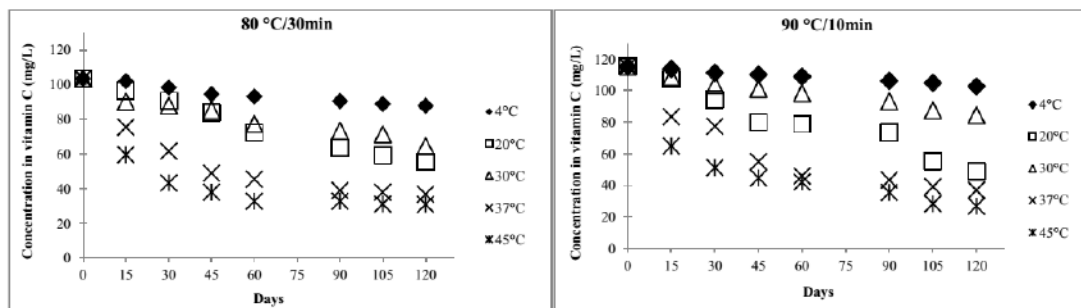 80 °C/30min
Concentration in vitamin C (mg/L)
120
100
80
60
40
20
0
0 15 30 45 60 75 90 105 120
Days
4°C
20°C
30°C
37°C
45°C
90 °C/10min
Concentration in vitamin C (mg/L)
140
120
100
80
60
40
20
0
0 15 30 45 60 75 90 105 120
Days
4°C
20°C
30°C
37°C
45°C